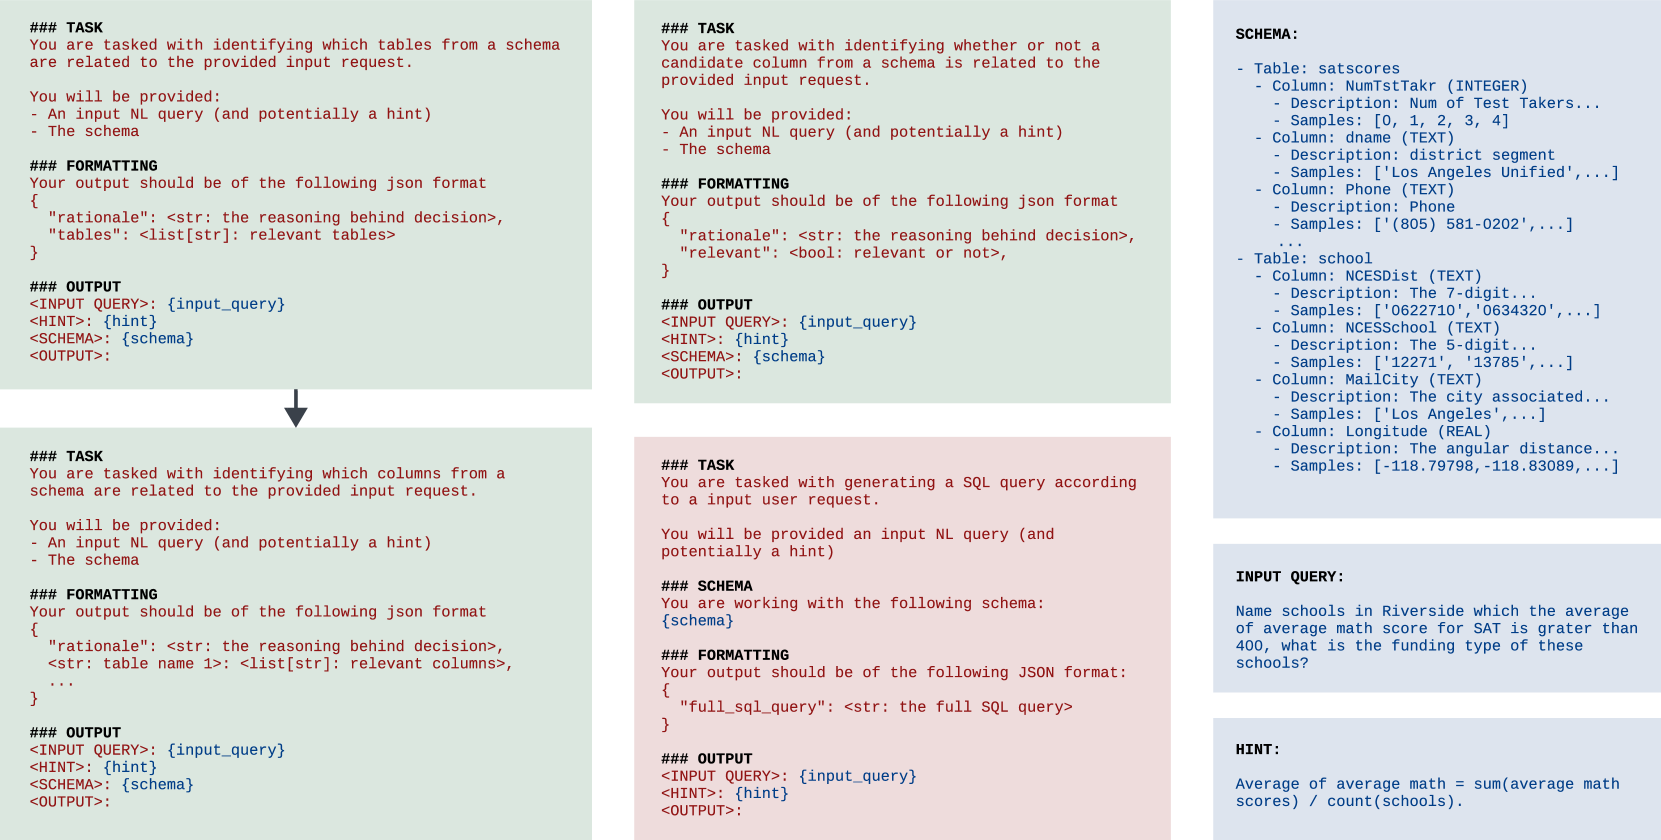 ### TASK
You are tasked with identifying which tables from a schema
are related to the provided input request.
You will be provided:
- An input NL query (and potentially a hint)
- The schema
### FORMATTING
Your output should be of the following json format
{
"rationale": <str: the reasoning behind decision>,
"tables": <list[str]: relevant tables>
}
### OUTPUT
<INPUT QUERY>: {input_query}
<HINT>: {hint}
<SCHEMA>: {schema}
<OUTPUT>:
### TASK
You are tasked with identifying which columns from a
schema are related to the provided input request.
You will be provided:
- An input NL query (and potentially a hint)
- The schema
### FORMATTING
Your output should be of the following json format
{
"rationale": <str: the reasoning behind decision>,
<str: table name 1>: <list[str]: relevant columns>,
...
}
### OUTPUT
<INPUT QUERY>: {input_query}
<HINT>: {hint}
<SCHEMA>: {schema}
<OUTPUT>:
### TASK
You are tasked with identifying whether or not a
candidate column from a schema is related to the
provided input request.
You will be provided:
- An input NL query (and potentially a hint)
- The schema
### FORMATTING
Your output should be of the following json format
{
"rationale": <str: the reasoning behind decision>,
"relevant": <bool: relevant or not>,
}
### OUTPUT
<INPUT QUERY>: {input_query}
<HINT>: {hint}
<SCHEMA>: {schema}
<OUTPUT>:
### TASK
You are tasked with generating a SQL query according
to a input user request.
You will be provided an input NL query (and
potentially a hint)
### SCHEMA
You are working with the following schema:
{schema}
### FORMATTING
Your output should be of the following JSON format:
{
"full_sql_query": <str: the full SQL query>
}
### OUTPUT
<INPUT QUERY>: {input_query}
<HINT>: {hint}
<OUTPUT>:
SCHEMA:
- Table: satscores
- Column: NumTstTakr (INTEGER)
- Description: Num of Test Takers...
- Samples: [0, 1, 2, 3, 4]
- Column: dname (TEXT)
- Description: district segment
- Samples: ['Los Angeles Unified',...]
- Column: Phone (TEXT)
- Description: Phone
- Samples: ['(805) 581-0202',...]
...
- Table: school
- Column: NCESDist (TEXT)
- Description: The 7-digit...
- Samples: ['0622710','0634320',...]
- Column: NCESSchool (TEXT)
- Description: The 5-digit...
- Samples: ['12271', '13785',...]
- Column: MailCity (TEXT)
- Description: The city associated...
- Samples: ['Los Angeles',...]
- Column: Longitude (REAL)
- Description: The angular distance...
- Samples: [-118.79798,-118.83089,...]
INPUT QUERY:
Name schools in Riverside which the average
of average math score for SAT is grater than
400, what is the funding type of these
schools?
HINT:
Average of average math = sum(average math
scores) / count(schools).